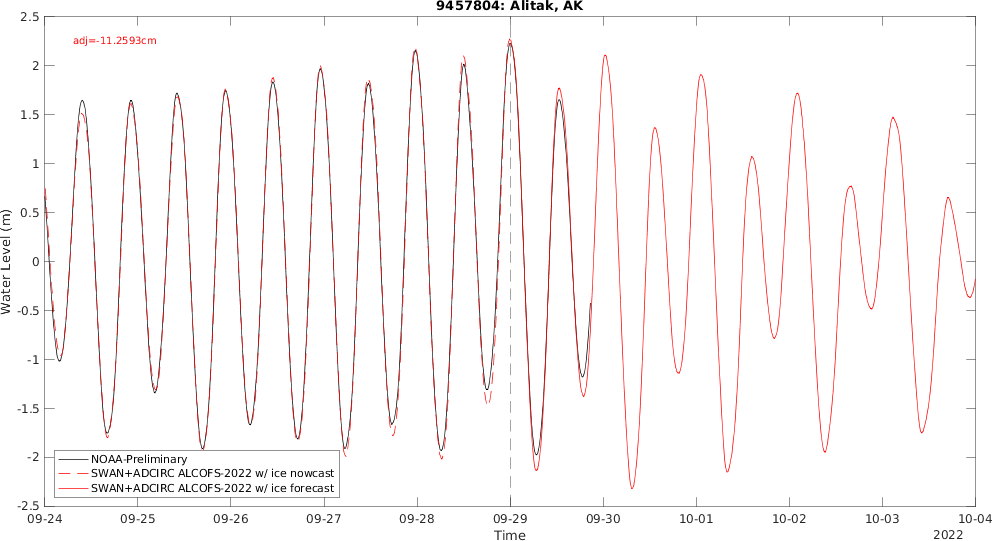 9457804: Alitak, AK
adj=-11.2593cm
Water Level (m)
2.5
2
1.5
1
0.5
0
-0.5
-1
-1.5
-2
-2.5
NOAA-Preliminary
SWAN+ADCIRC ALCOFS-2022 w/ ice nowcast
SWAN+ADCIRC ALCOFS-2022 w/ ice forecast
09-24 09-25 09-26 09-27 09-28 09-29 09-30 10-01 10-02 10-03 10-04
Time
2022